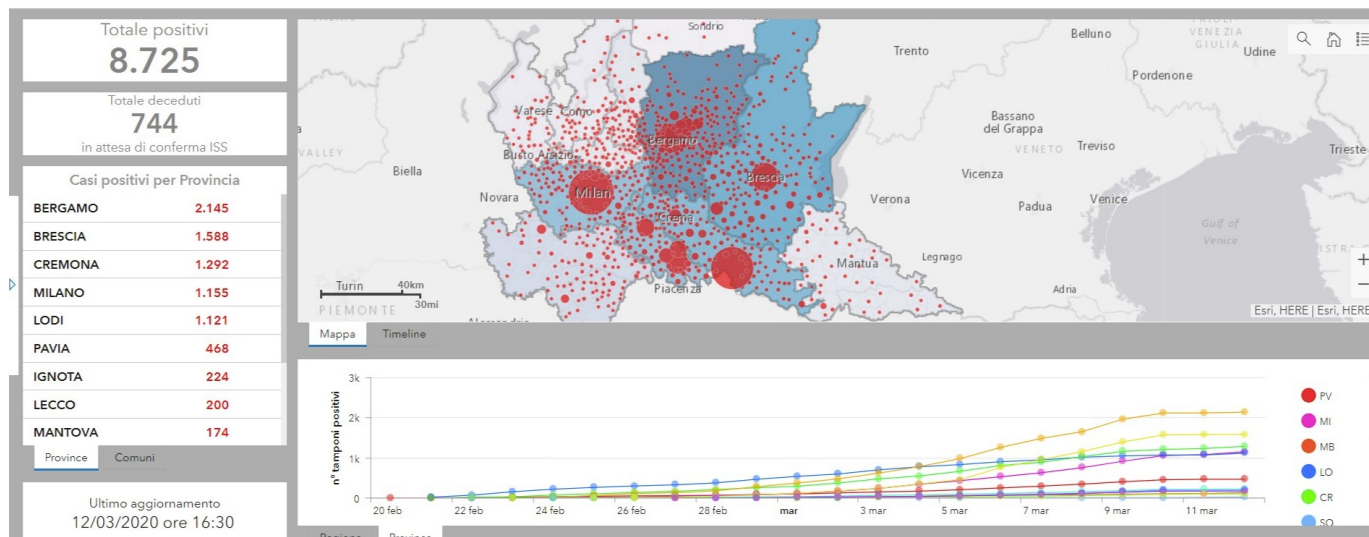 Totale positivi
8.725
Totale deceduti
744
in attesa di conferma ISS
Casi positivi per Provincia
BERGAMO 2.145
BRESCIA 1.588
CREMONA 1.292
MILANO 1.155
LODI 1.121
PAVIA 468
IGNOTA 224
LECCO 200
MANTOVA 174
Province Comuni
Ultimo aggiornamento
12/03/2020 ore 16:30
Sondrio
Trento
Belluno
VENEZIA
GIULIA
Udine
Pordenone
Varese Como
Bergamo
Bassano
del Grappa
VALLEY
Busto Arsizio
VENETO
Treviso
Trieste
Biella
Brescia
Vicenza
Novara
Milan
Verona
Padua
Venice
Crema
Gulf of
Venice
Mantua
Legnago
Turin
40km
30mi
Piacenza
Adria
PIEMONTE
Esri, HERE | Esri, HERE
Mappa Timeline
n° tamponi positivi
3k
2k
1k
0
20 feb 22 feb 24 feb 26 feb 28 feb mar 3 mar 5 mar 7 mar 9 mar 11 mar
PV
MI
MB
LO
CR
SO
Province